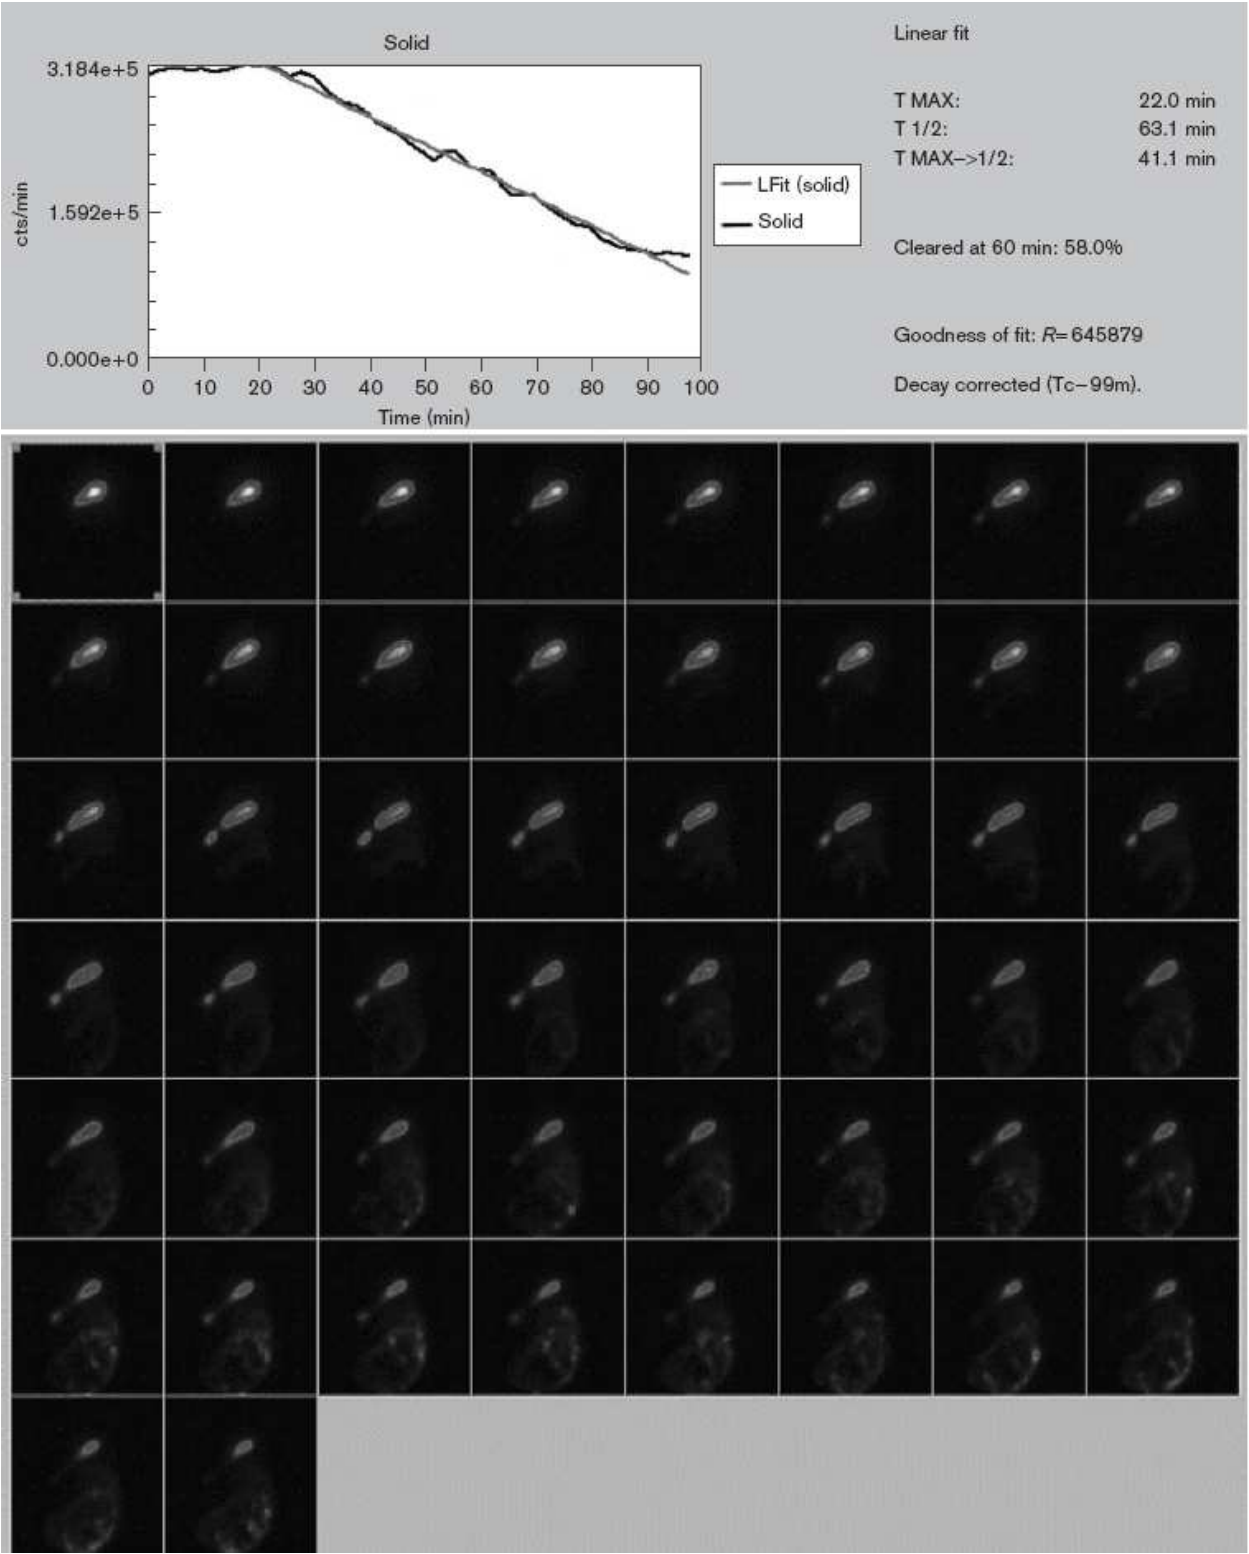 Solid
3.184e+5
1.592e+5
0.000e+0
cts/min
0 10 20 30 40 50 60 70 80 90 100
Time (min)
LFit (solid)
Solid
Linear fit
T MAX: 22.0 min
T 1/2: 63.1 min
T MAX–>1/2: 41.1 min
Cleared at 60 min: 58.0%
Goodness of fit: R=645879
Decay corrected (Tc–99m).